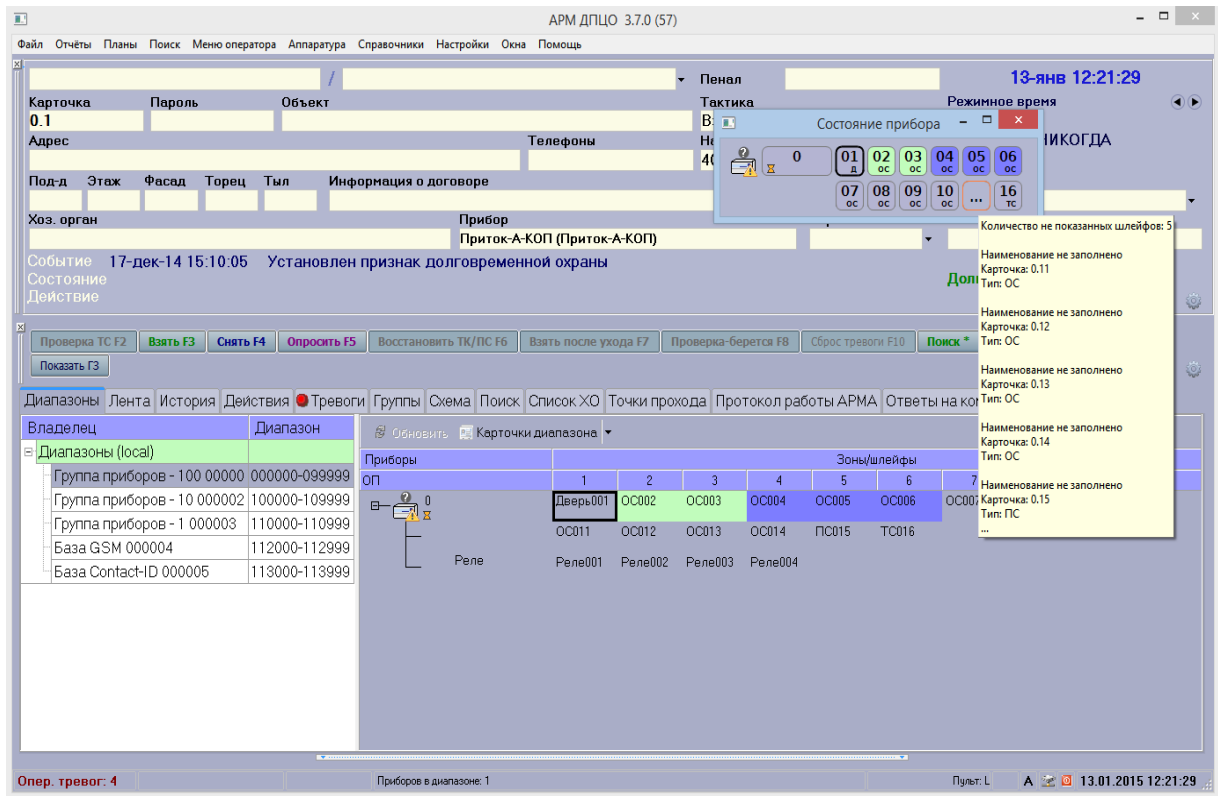 АРМ ДПЦО 3.7.0 (57)
Файл Отчёты Планы Поиск Меню оператора Аппаратура Справочники Настройки Окна Помощь
/ Пенал 13-янв 12:21:29
Карточка Пароль Объект Тактика Режимное время
0.1
НИКОГДА
Адрес Телефоны
Под-д Этаж Фасад Торец Тыл Информация о договоре
Хоз. орган Прибор
Приток-А-КОП (Приток-А-КОП)
Событие 17-дек-14 15:10:05 Установлен признак долговременной охраны
Состояние
Действие
Состояние прибора
0 01 02 03 04 05 06
д ос ос ос ос ос
07 08 09 10 ... 16
ос ос ос ос тс
Количество не показанных шлейфов: 5
Наименование не заполнено
Карточка: 0.11
Тип: ОС
Наименование не заполнено
Карточка: 0.12
Тип: ОС
Наименование не заполнено
Карточка: 0.13
Тип: ОС
Наименование не заполнено
Карточка: 0.14
Тип: ОС
Наименование не заполнено
Карточка: 0.15
Тип: ПС
...
Проверка ТС F2 Взять F3 Снять F4 Опросить F5 Восстановить ТК/ПС F6 Взять после ухода F7 Проверка-берется F8 Сброс тревоги F10 Поиск *
Показать Г3
Диапазоны Лента История Действия Тревоги Группы Схема Поиск Список ХО Точки прохода Протокол работы АРМА Ответы на ко
Владелец Диапазон
Диапазоны (local)
Группа приборов - 100 00000 000000-099999
Группа приборов - 10 000002 100000-109999
Группа приборов - 1 000003 110000-110999
База GSM 000004 112000-112999
База Contact-ID 000005 113000-113999
Обновить Карточки диапазона
Приборы Зоны/шлейфы
ОП 1 2 3 4 5 6 7
0 Дверь001 ОС002 ОС003 ОС004 ОС005 ОС006 ОС007
ОС011 ОС012 ОС013 ОС014 ПС015 ТС016
Реле Реле001 Реле002 Реле003 Реле004
Опер. тревог: 4 Приборов в диапазоне: 1 Пульт: L А 13.01.2015 12:21:29